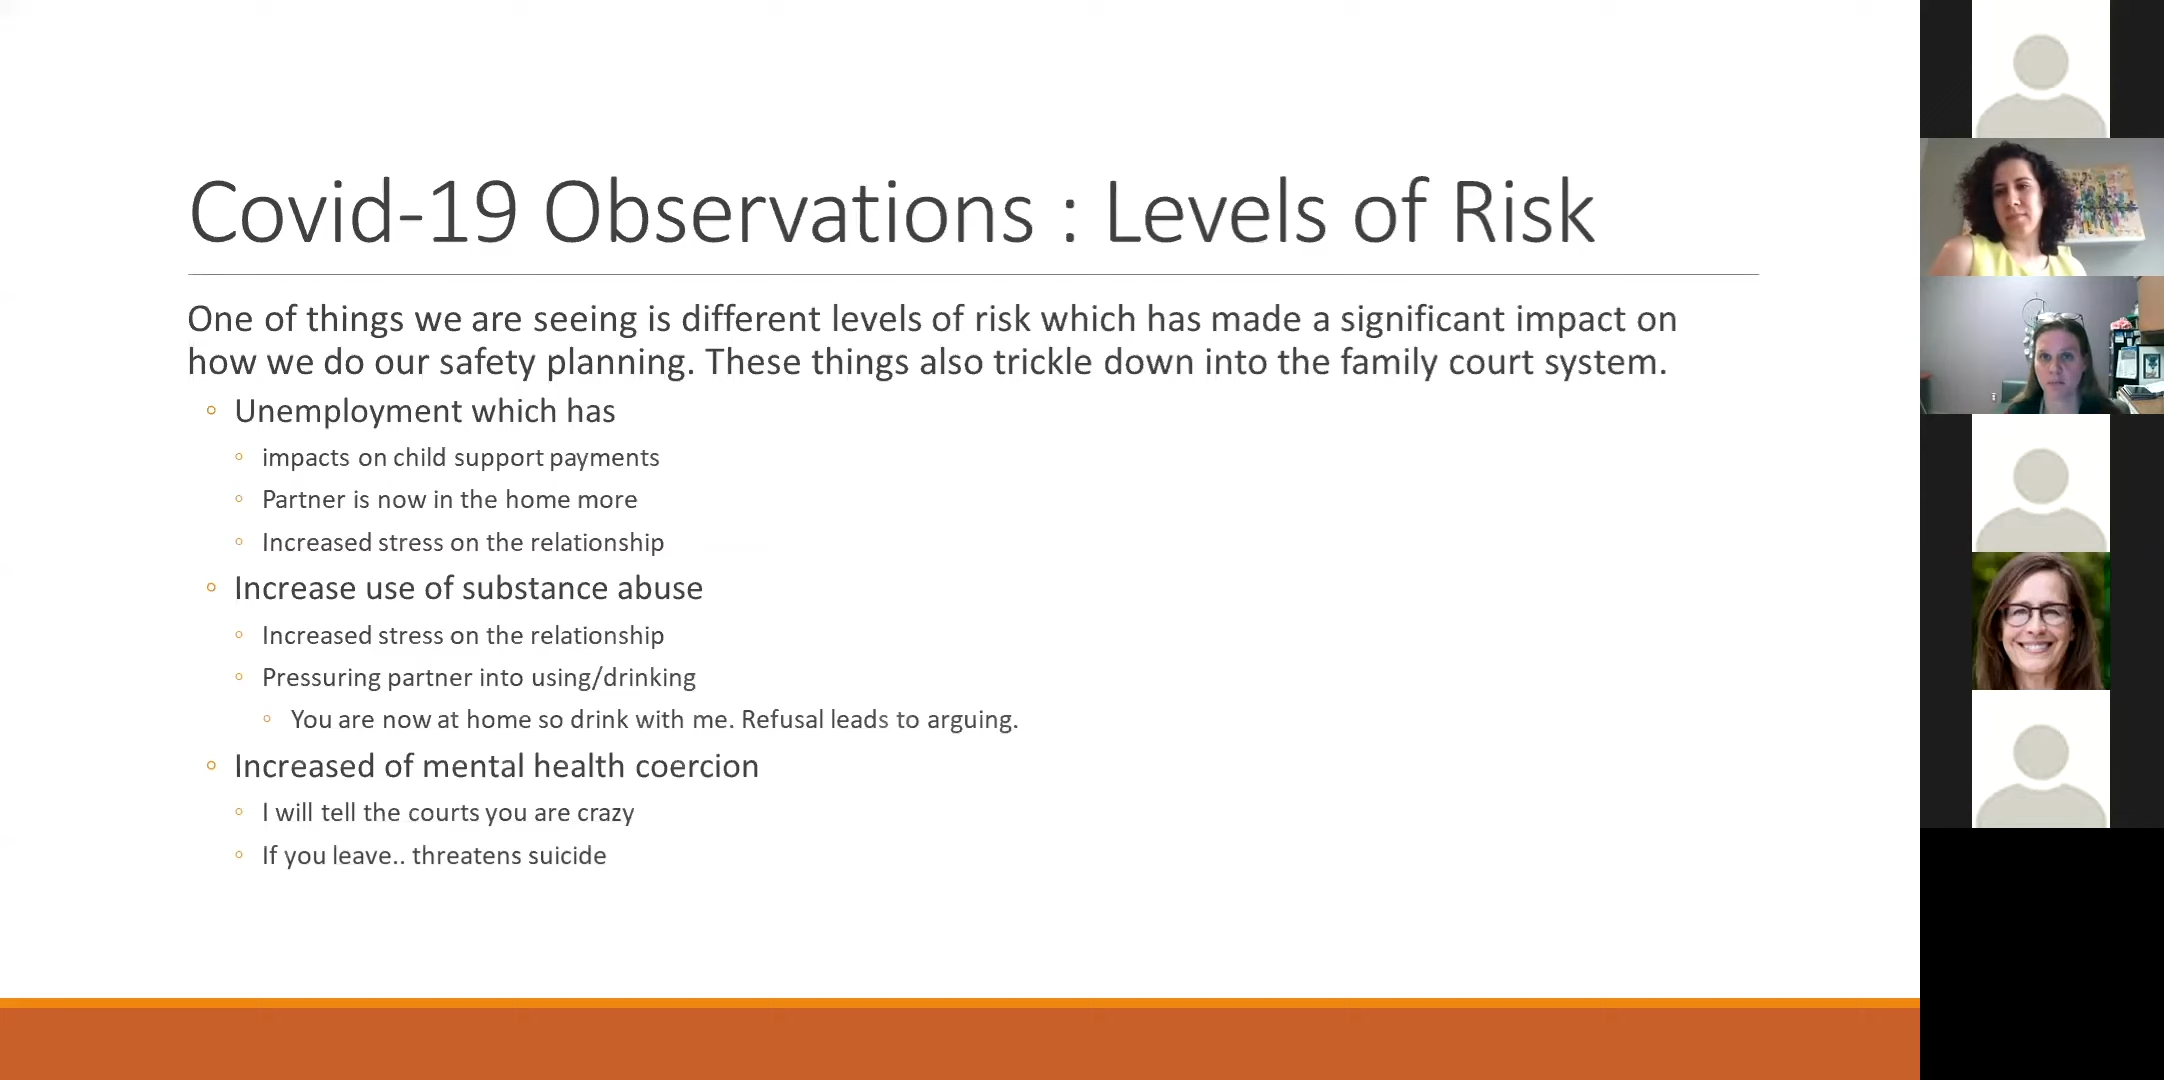 Covid-19 Observations : Levels of Risk
One of things we are seeing is different levels of risk which has made a significant impact on
how we do our safety planning. These things also trickle down into the family court system.
Unemployment which has
impacts on child support payments
Partner is now in the home more
Increased stress on the relationship
Increase use of substance abuse
Increased stress on the relationship
Pressuring partner into using/drinking
You are now at home so drink with me. Refusal leads to arguing.
Increased of mental health coercion
I will tell the courts you are crazy
If you leave.. threatens suicide